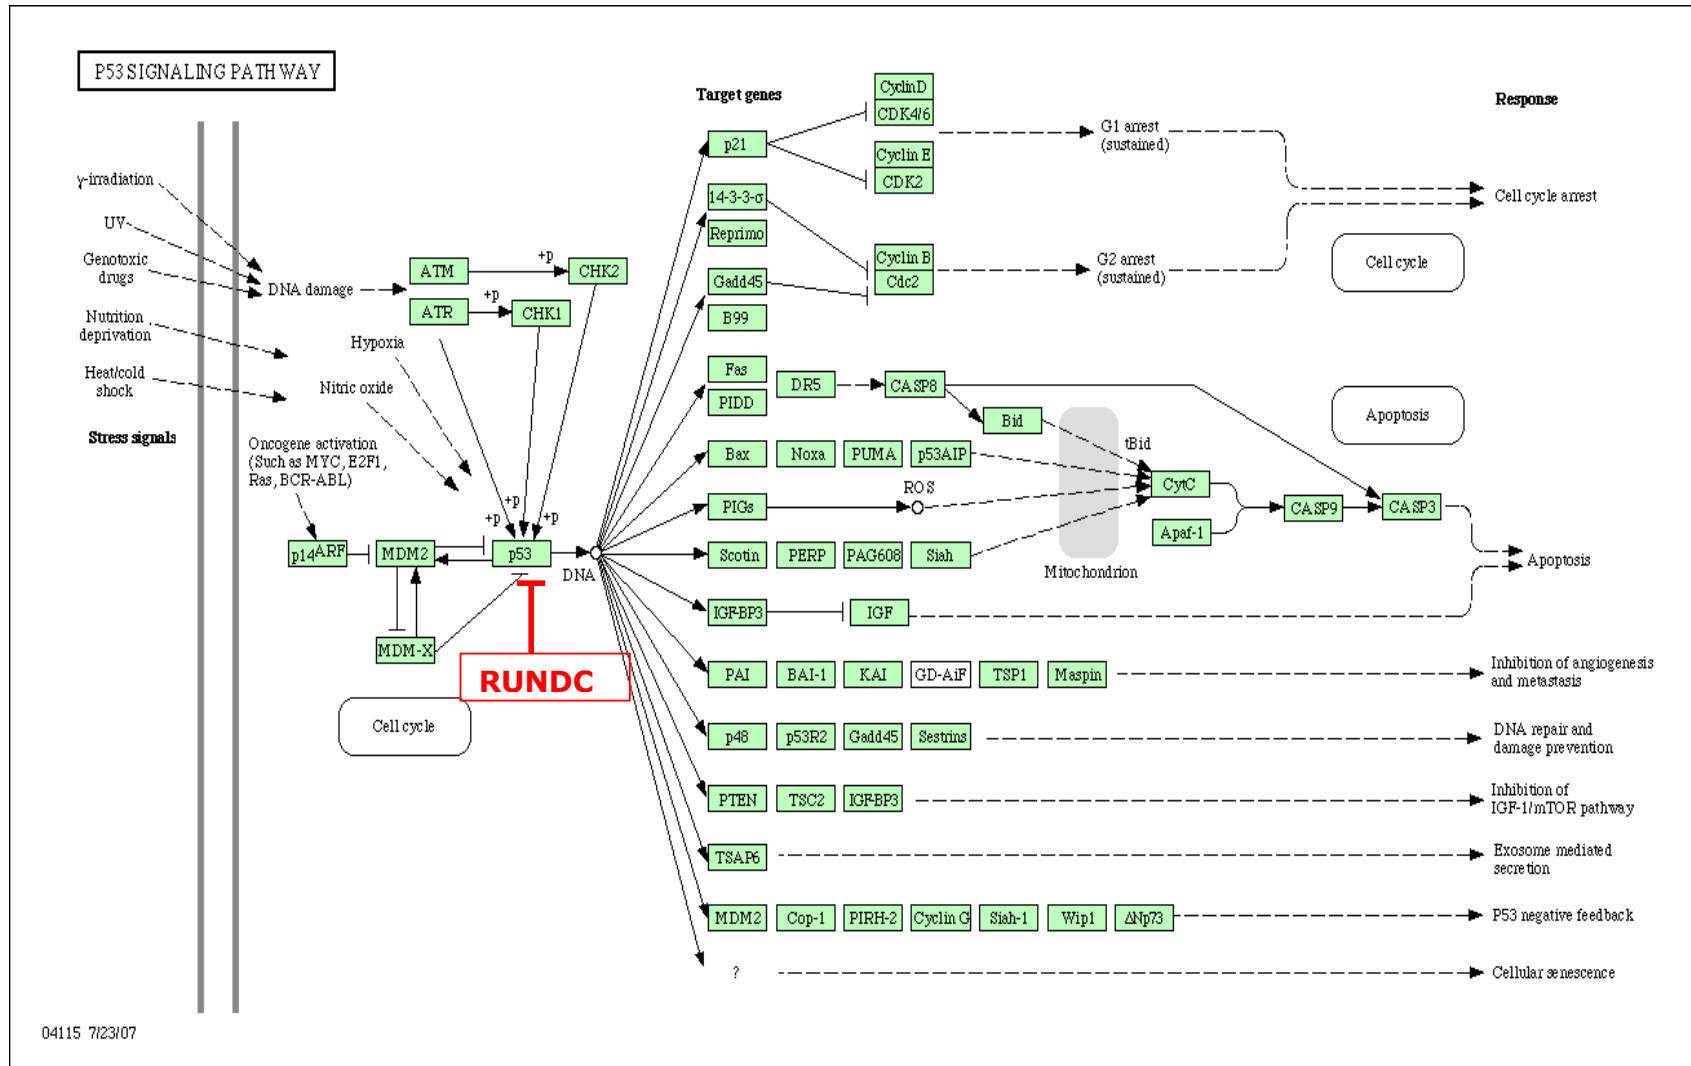 P53 SIGNALING PATHWAY
Target genes
Response
γ-irradiation
UV
Genotoxic
drugs
Nutrition
deprivation
Heat/cold
shock
Stress signals
DNA damage
ATM
+p
CHK2
ATR
+p
CHK1
Hypoxia
Nitric oxide
Oncogene activation
(Such as MYC, E2F1,
Ras, BCR-ABL)
+p
+p
+p
p14ARF
MDM2
p53
DNA
MDM-X
RUNDC
Cell cycle
p21
Cyclin D
CDK4/6
Cyclin E
CDK2
G1 arrest
(sustained)
14-3-3-σ
Reprimo
Gadd45
B99
Cyclin B
Cdc2
G2 arrest
(sustained)
Cell cycle arrest
Cell cycle
Fas
PIDD
DR5
CASP8
Bid
tBid
Apoptosis
Bax
Noxa
PUMA
p53AIP
PIGs
ROS
CytC
CASP9
CASP3
Apaf-1
Scotin
PERP
PAG608
Siah
Mitochondrion
Apoptosis
IGF-BP3
IGF
PAI
BAI-1
KAI
GD-AiF
TSP1
Maspin
Inhibition of angiogenesis
and metastasis
p48
p53R2
Gadd45
Sestrins
DNA repair and
damage prevention
PTEN
TSC2
IGF-BP3
Inhibition of
IGF-1/mTOR pathway
TSAP6
Exosome mediated
secretion
MDM2
Cop-1
PIRH-2
Cyclin G
Siah-1
Wip1
ΔNp73
P53 negative feedback
?
Cellular senescence
04115 7/23/07